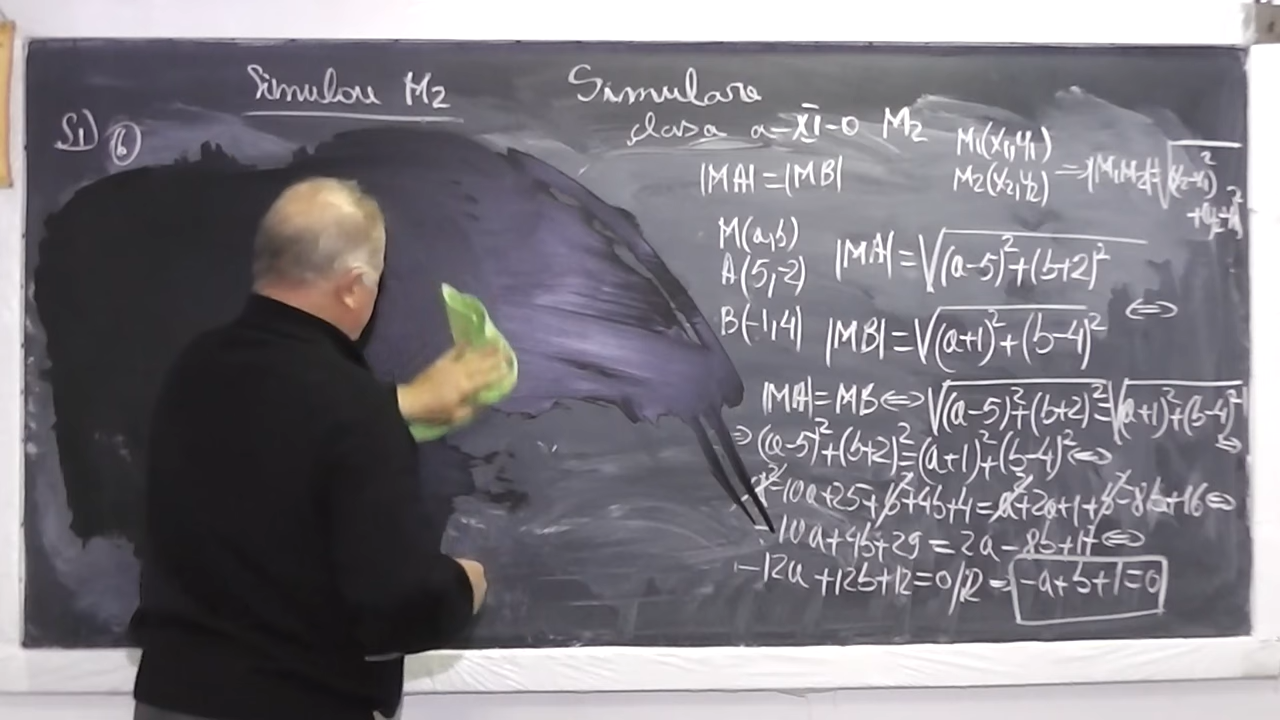 Simulare M2
S1) 6
Simulare
clasa a-XI-a M2
|MA|=|MB|
M1(x1,y1)
M2(x2,y2) → |M1M2|=√(x2-x1)²
+(y2-y1)²
M(a,b)
A(5,-2)
B(-1,4)
|MA|=√(a-5)²+(b+2)²
⇔
|MB|=√(a+1)²+(b-4)²
|MA|=MB⇔√(a-5)²+(b+2)²=√(a+1)²+(b-4)²
⇒(a-5)²+(b+2)²=(a+1)²+(b-4)²⇔
a²-10a+25+b²+4b+4=a²+2a+1+b²-8b+16⇔
-10a+4b+29=2a-8b+17⇔
-12a+12b+12=0/12⇒ -a+b+1=0